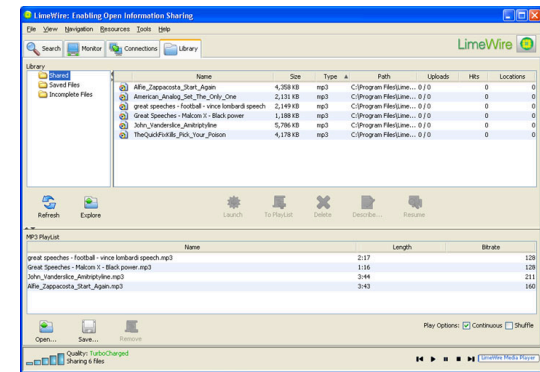 LimeWire: Enabling Open Information Sharing
File View Navigation Resources Tools Help
Search Monitor Connections Library LimeWire
Library
Shared
Saved Files
Incomplete Files
Name Size Type Path Uploads Hits Locations
Alfie_Zappacosta_Start_Again 4,358 KB mp3 C:\Program Files\Lime... 0 / 0 0 0
American_Analog_Set_The_Only_One 2,131 KB mp3 C:\Program Files\Lime... 0 / 0 0 0
great speeches - football - vince lombardi speech 2,149 KB mp3 C:\Program Files\Lime... 0 / 0 0 0
Great Speeches - Malcom X - Black power 1,188 KB mp3 C:\Program Files\Lime... 0 / 0 0 0
John_Vanderslice_Amitriptyline 5,786 KB mp3 C:\Program Files\Lime... 0 / 0 0 0
TheQuickFixKills_Pick_Your_Poison 4,178 KB mp3 C:\Program Files\Lime... 0 / 0 0 0
Refresh Explore Launch To PlayList Delete Describe... Resume
MP3 PlayList
Name Length Bitrate
great speeches - football - vince lombardi speech.mp3 2:17 128
Great Speeches - Malcom X - Black power.mp3 1:16 128
John_Vanderslice_Amitriptyline.mp3 3:44 211
Alfie_Zappacosta_Start_Again.mp3 3:43 160
Open... Save... Remove Play Options: Continuous Shuffle
Quality: TurboCharged
Sharing 6 files
LimeWire Media Player